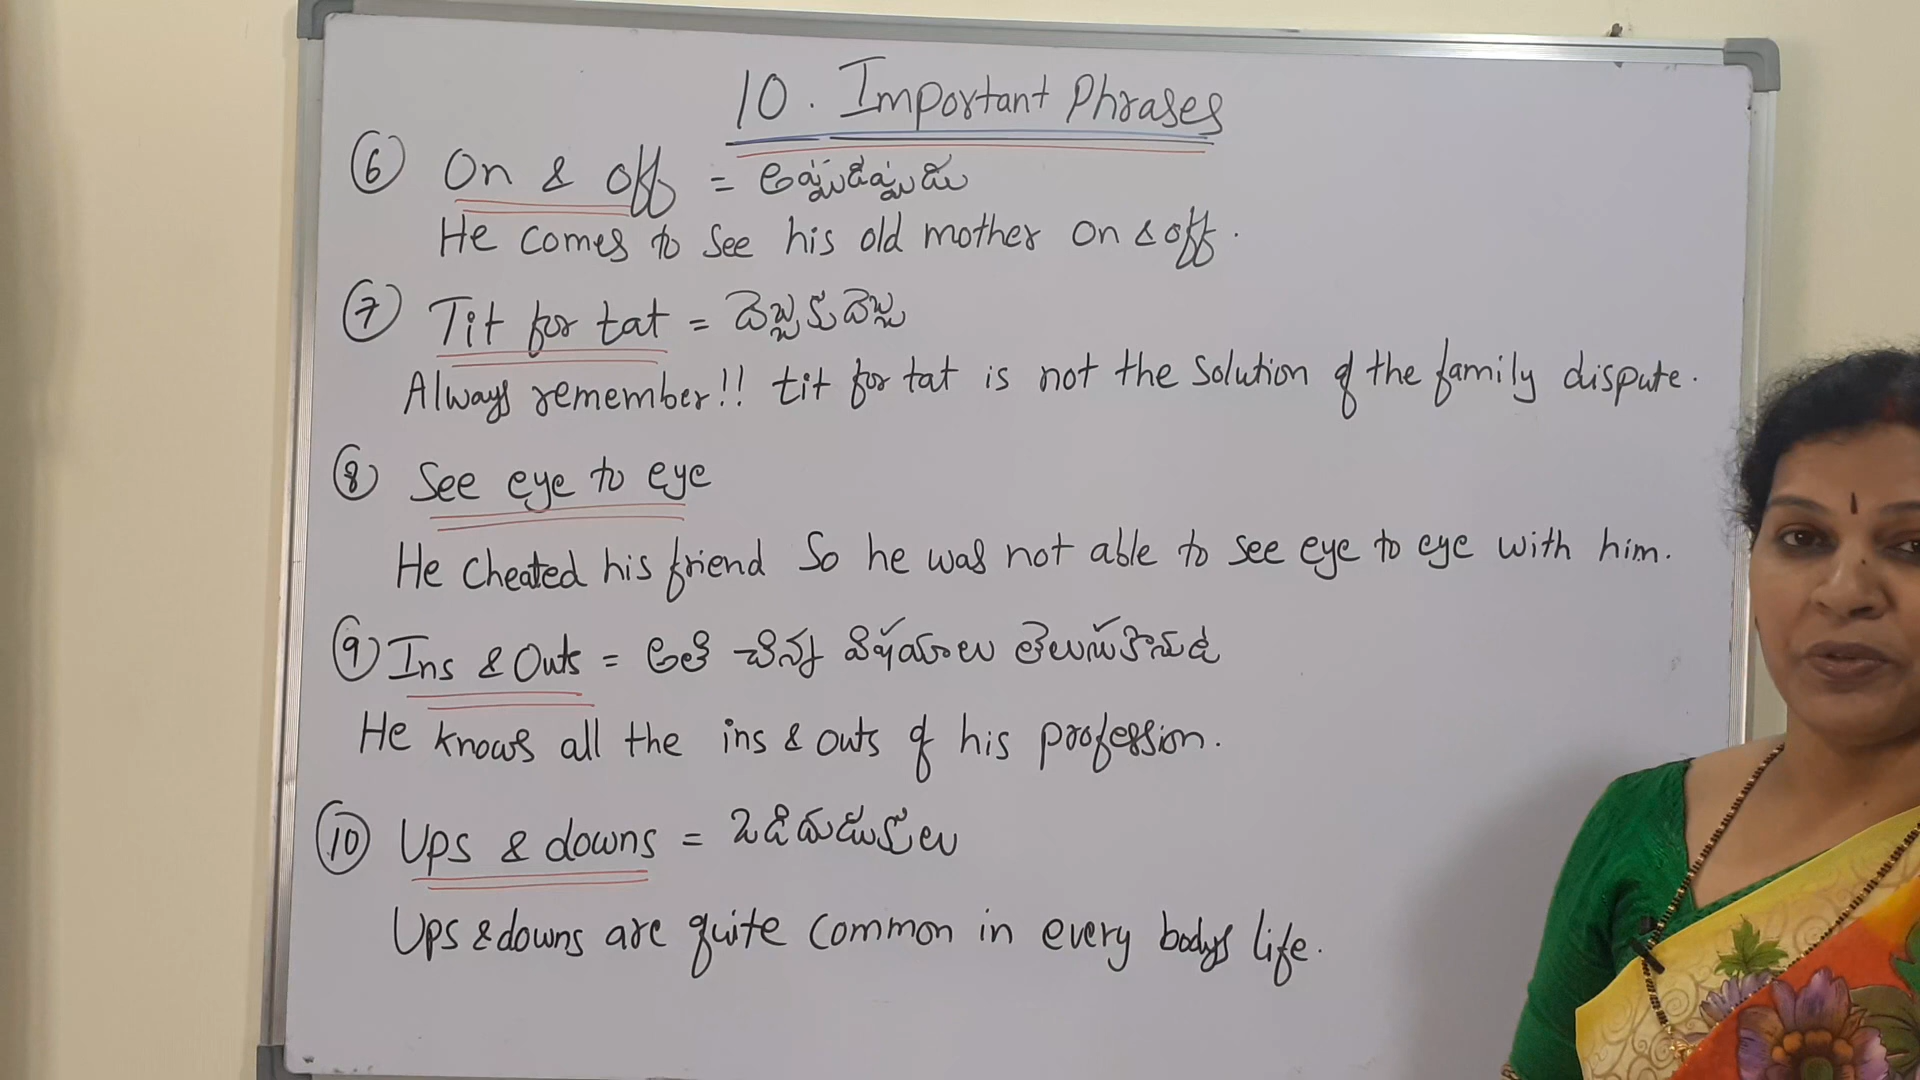 10. Important Phrases
⑥ On & off = అప్పుడప్పుడు
He comes to see his old mother on & off.
⑦ Tit for tat = దెబ్బకు దెబ్బ
Always remember!! tit for tat is not the solution of the family dispute.
⑧ See eye to eye
He cheated his friend So he was not able to see eye to eye with him.
⑨ Ins & Outs = అతి చిన్న విషయాలు తెలుసుకొనుట
He knows all the ins & outs of his profession.
⑩ Ups & downs = ఒడిదుడుకులు
Ups & downs are quite common in every bodys life.